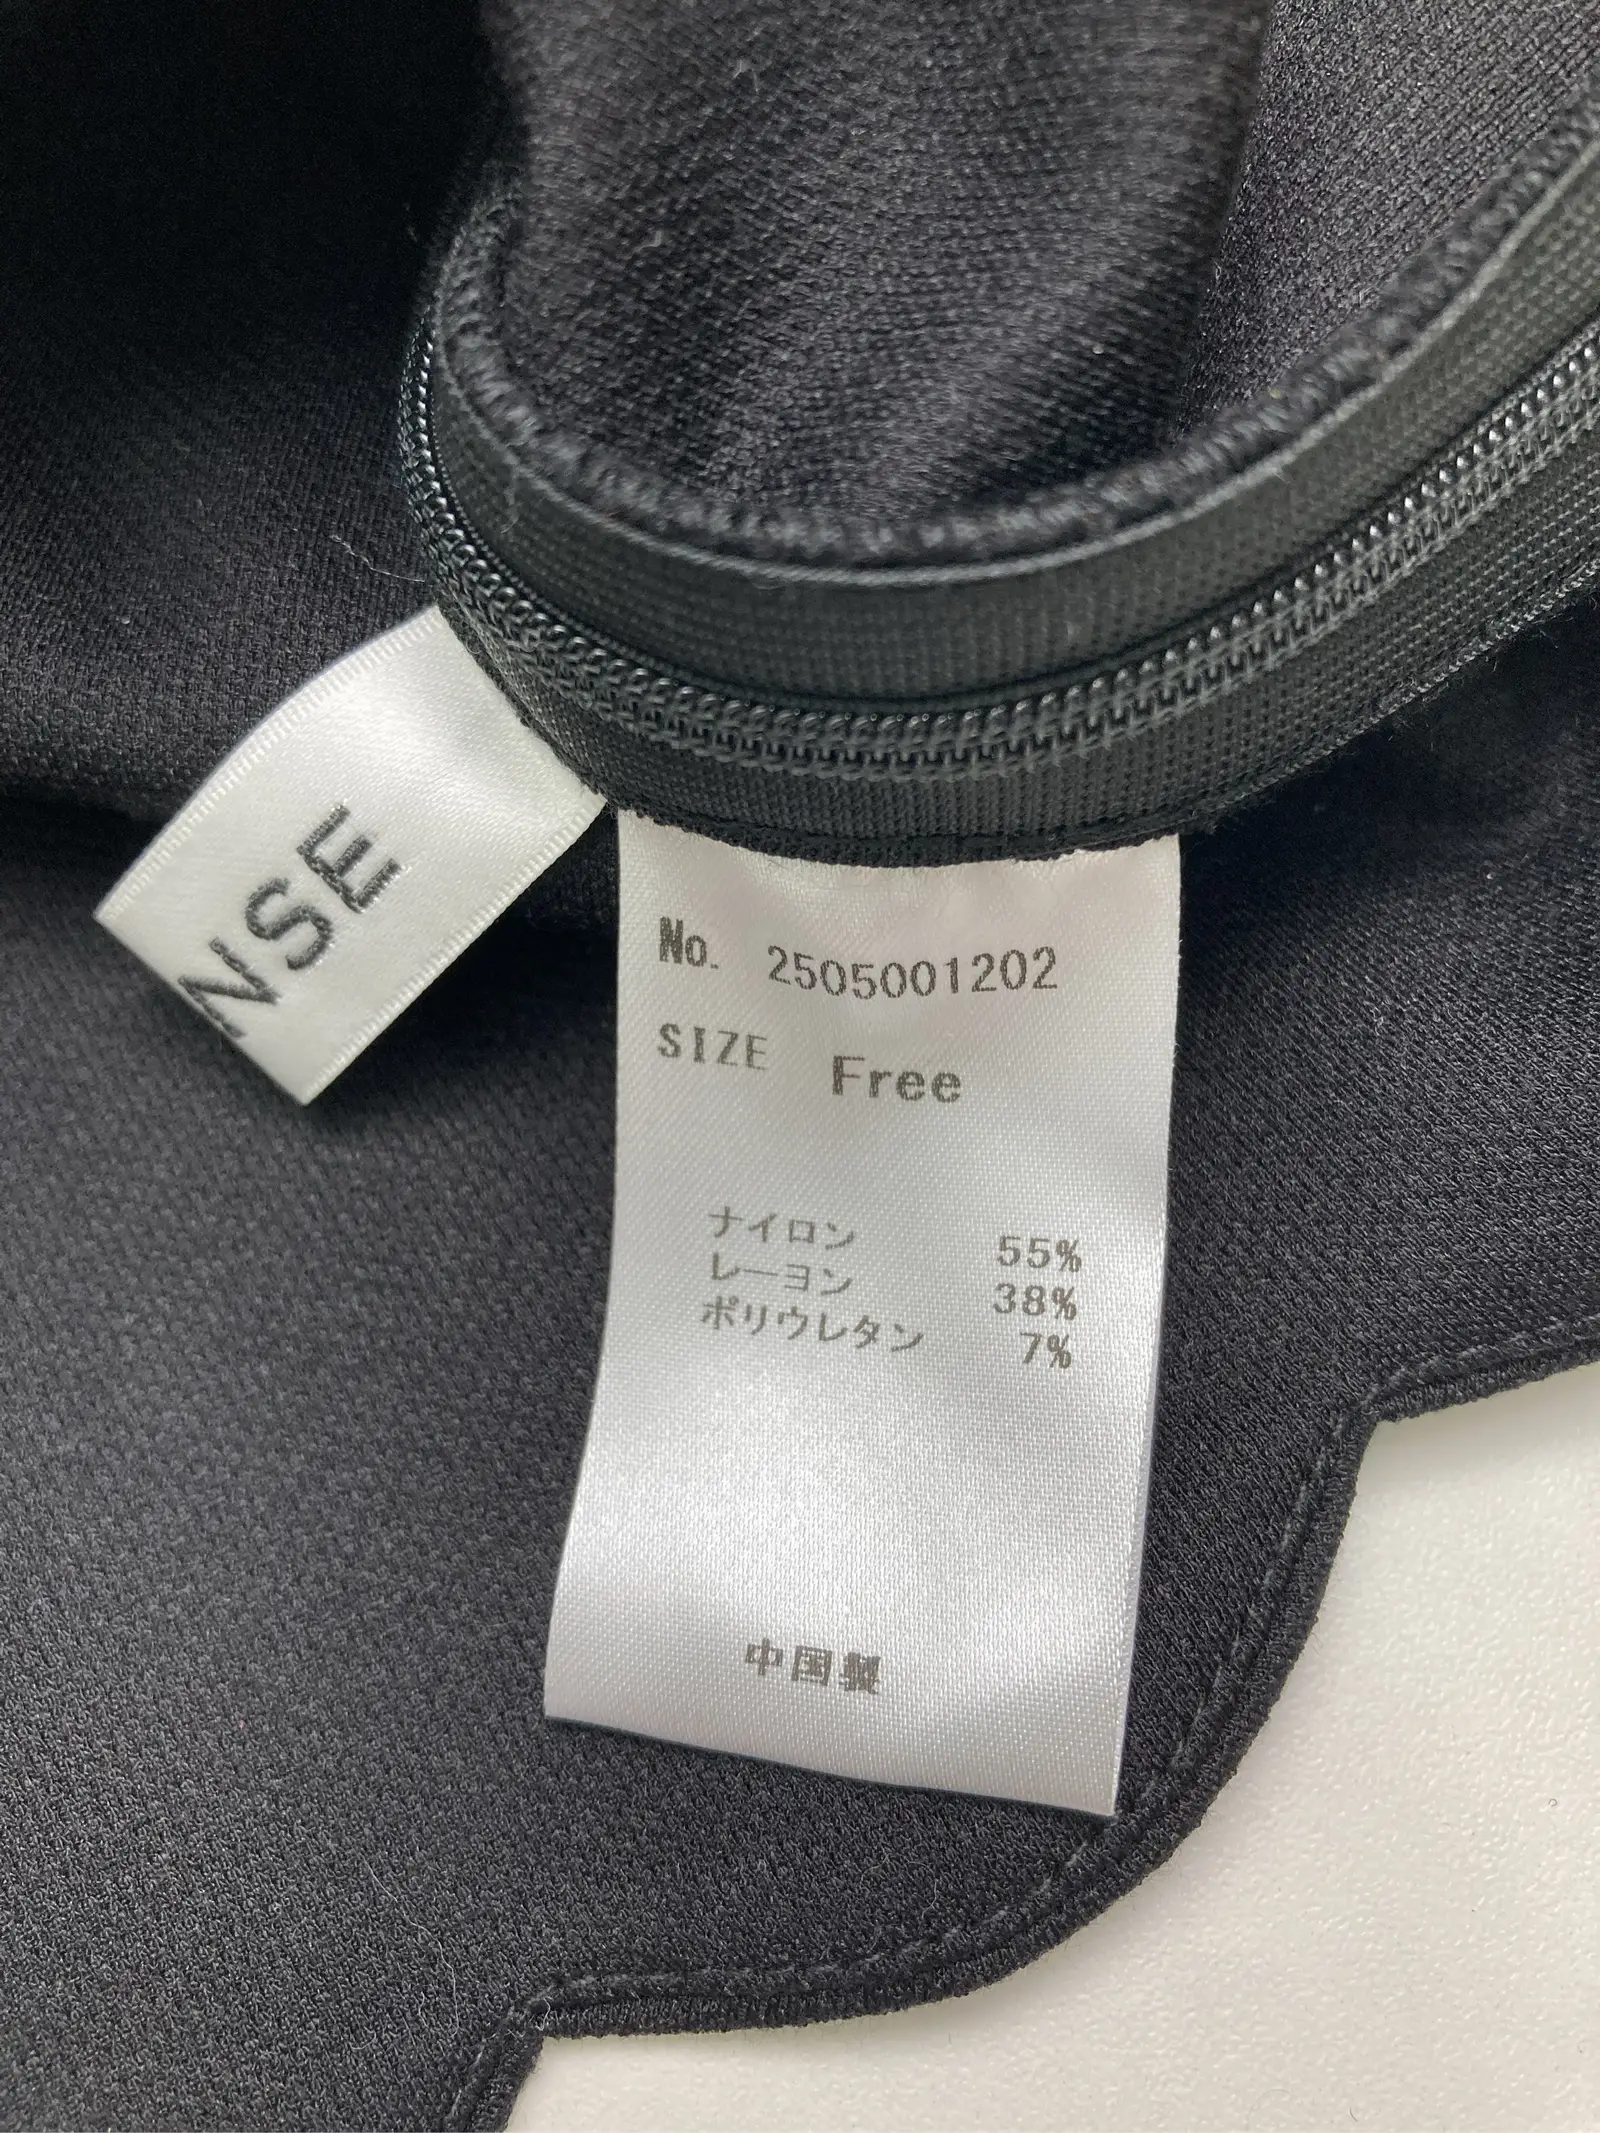 NSE
No. 2505001202
SIZE Free
ナイロン 55%
レーヨン 38%
ポリウレタン 7%
中国製